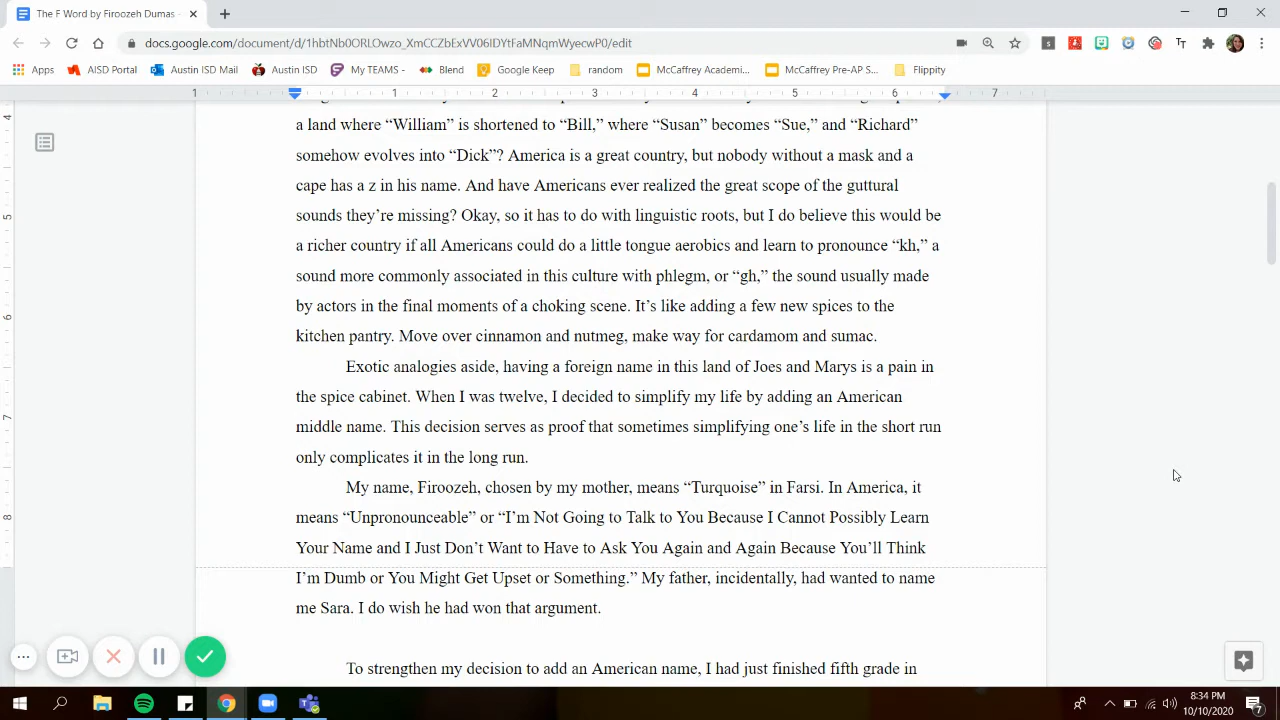 The F Word by Firoozeh Dumas -
docs.google.com/document/d/1hbtNb0ORLOwzo_XmCCZbExVV06IDYtFaMNqmWyecwP0/edit
Apps AISD Portal Austin ISD Mail Austin ISD My TEAMS - Blend Google Keep random McCaffrey Academi... McCaffrey Pre-AP S... Flippity
1 1 2 3 4 5 6 7
a land where “William” is shortened to “Bill,” where “Susan” becomes “Sue,” and “Richard”
somehow evolves into “Dick”? America is a great country, but nobody without a mask and a
cape has a z in his name. And have Americans ever realized the great scope of the guttural
sounds they’re missing? Okay, so it has to do with linguistic roots, but I do believe this would be
a richer country if all Americans could do a little tongue aerobics and learn to pronounce “kh,” a
sound more commonly associated in this culture with phlegm, or “gh,” the sound usually made
by actors in the final moments of a choking scene. It’s like adding a few new spices to the
kitchen pantry. Move over cinnamon and nutmeg, make way for cardamom and sumac.
Exotic analogies aside, having a foreign name in this land of Joes and Marys is a pain in
the spice cabinet. When I was twelve, I decided to simplify my life by adding an American
middle name. This decision serves as proof that sometimes simplifying one’s life in the short run
only complicates it in the long run.
My name, Firoozeh, chosen by my mother, means “Turquoise” in Farsi. In America, it
means “Unpronounceable” or “I’m Not Going to Talk to You Because I Cannot Possibly Learn
Your Name and I Just Don’t Want to Have to Ask You Again and Again Because You’ll Think
I’m Dumb or You Might Get Upset or Something.” My father, incidentally, had wanted to name
me Sara. I do wish he had won that argument.
To strengthen my decision to add an American name, I had just finished fifth grade in
4
5
6
7
8
8:34 PM
10/10/2020
7